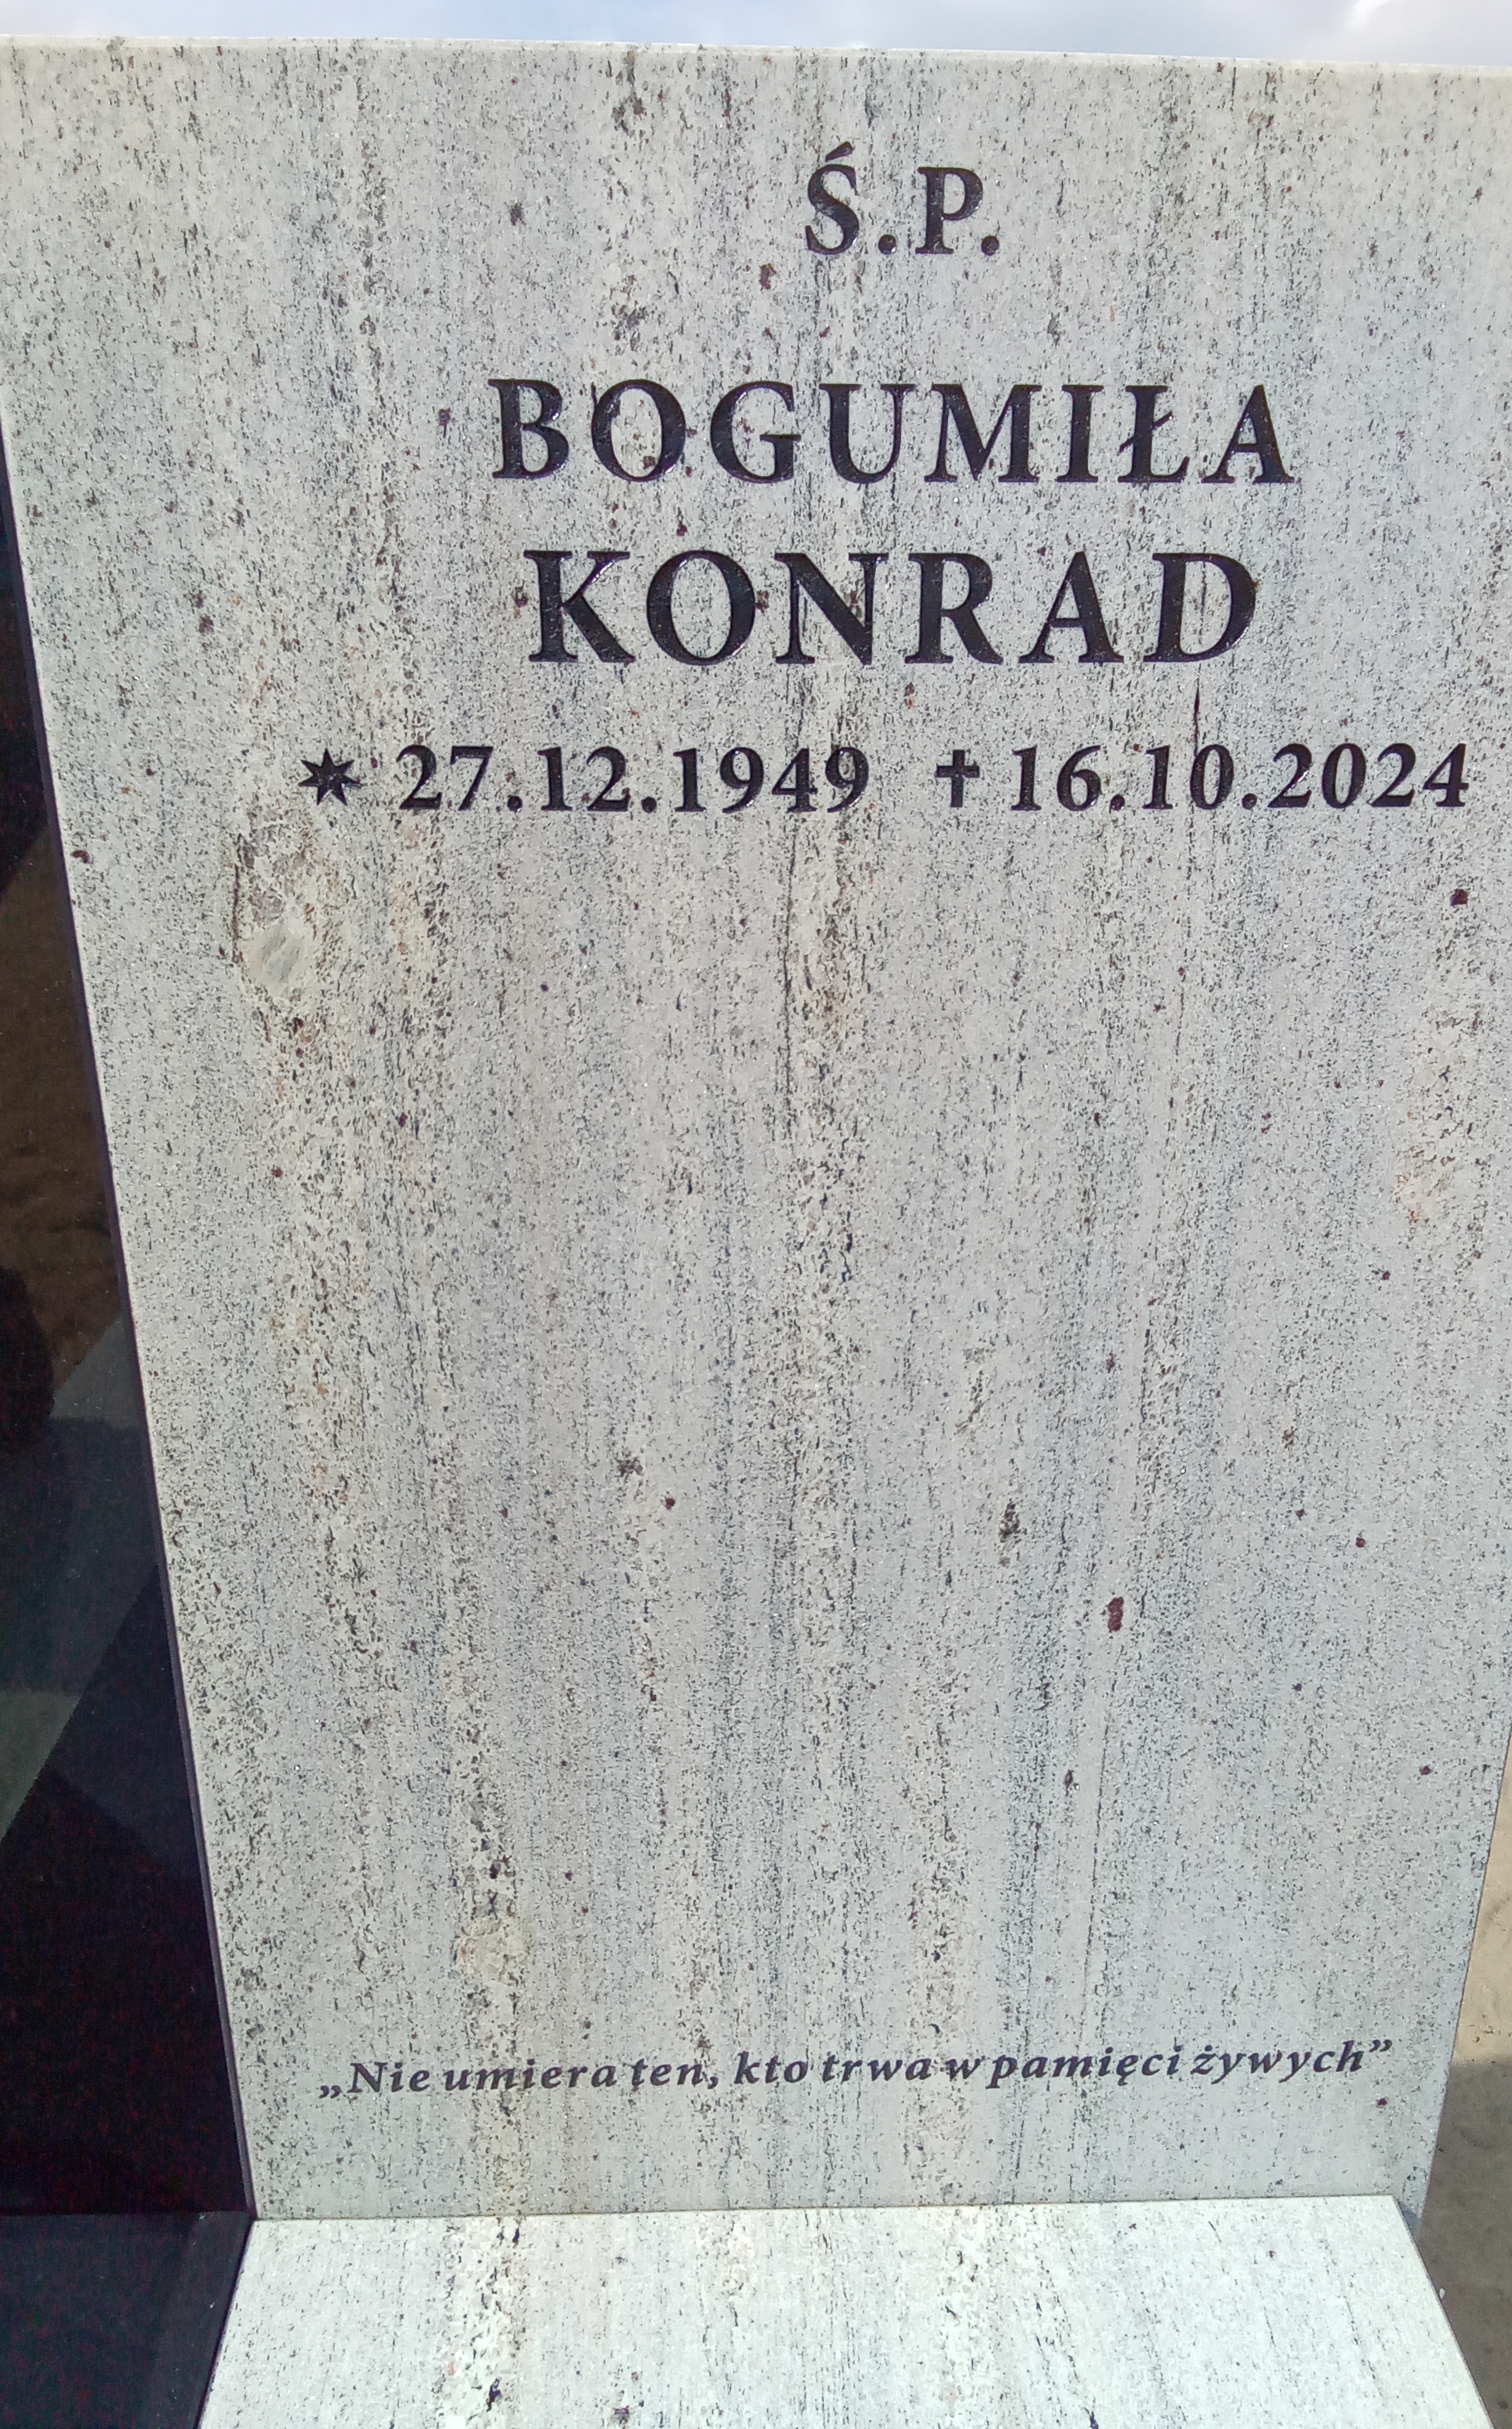 Ś.P.
BOGUMIŁA
KONRAD
✷ 27.12.1949 ✝ 16.10.2024
„Nie umiera ten, kto trwa w pamięci żywych”